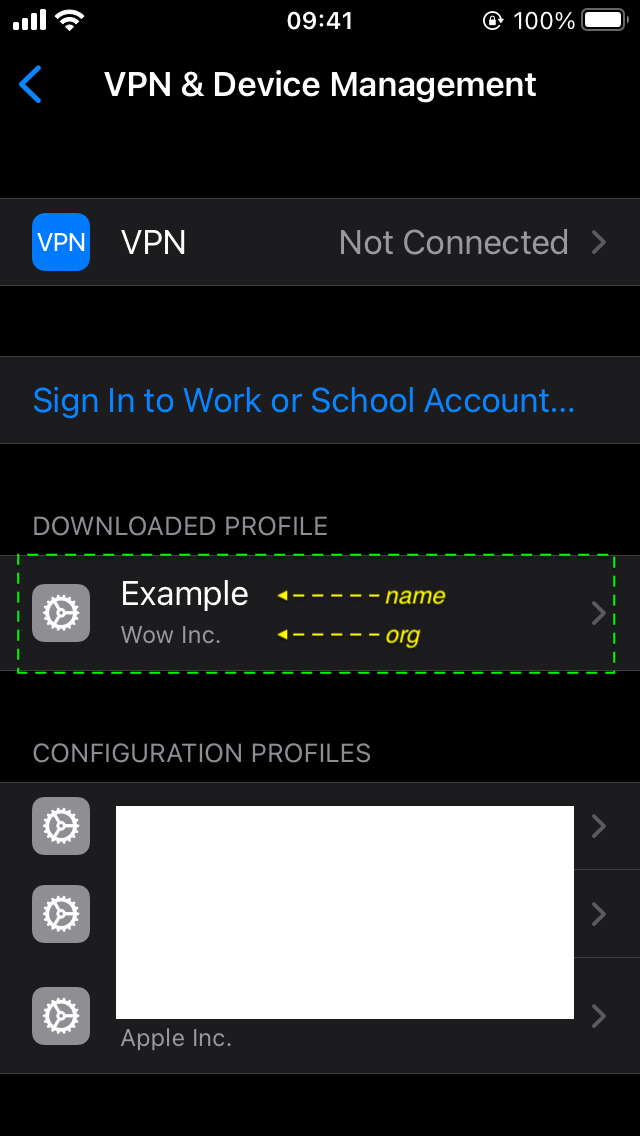 09:41 100%
VPN & Device Management
VPN VPN Not Connected
Sign In to Work or School Account...
DOWNLOADED PROFILE
Example name
Wow Inc. org
CONFIGURATION PROFILES
Apple Inc.